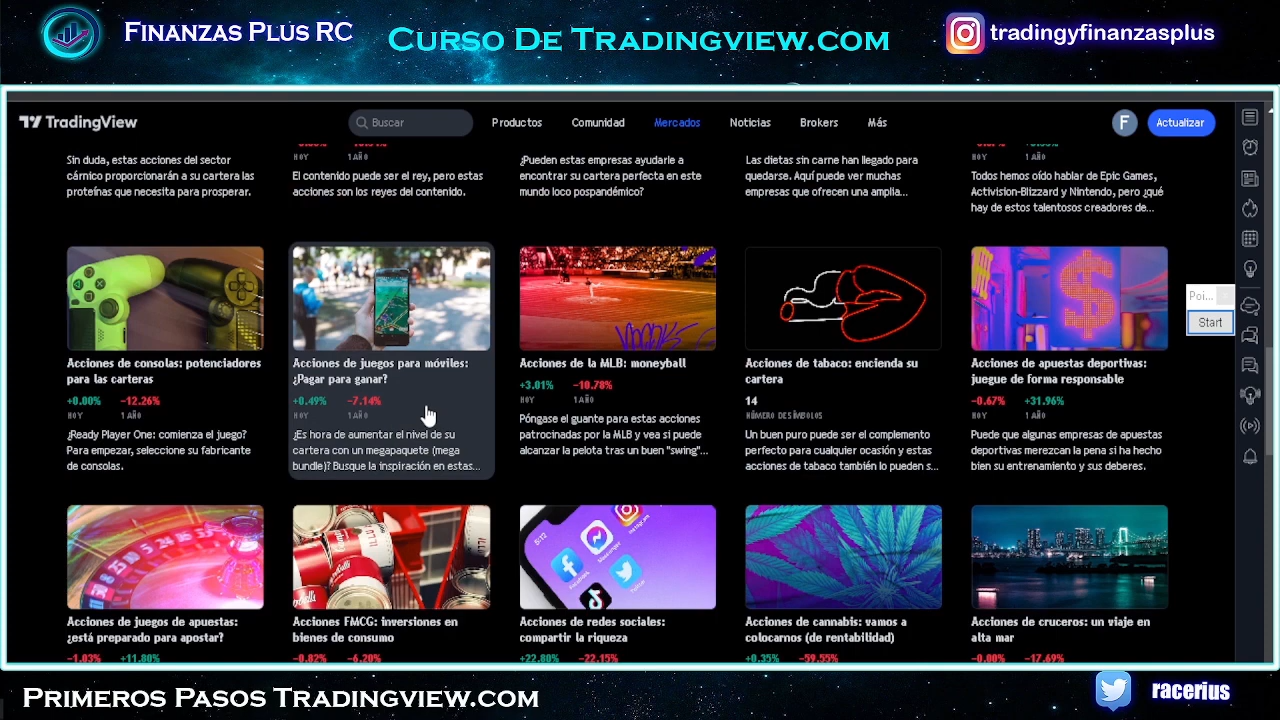 FINANZAS PLUS RC
CURSO DE TRADINGVIEW.COM
tradingyfinanzasplus
TradingView
Buscar
Productos
Comunidad
Mercados
Noticias
Brokers
Más
F
Actualizar
HOY 1 AÑO
HOY 1 AÑO
Sin duda, estas acciones del sector
cárnico proporcionarán a su cartera las
proteínas que necesita para prosperar.
El contenido puede ser el rey, pero estas
acciones son los reyes del contenido.
¿Pueden estas empresas ayudarle a
encontrar su cartera perfecta en este
mundo loco pospandémico?
Las dietas sin carne han llegado para
quedarse. Aquí puede ver muchas
empresas que ofrecen una amplia...
Todos hemos oído hablar de Epic Games,
Activision-Blizzard y Nintendo, pero ¿qué
hay de estos talentosos creadores de...
Acciones de consolas: potenciadores
para las carteras
+0.00% −12.26%
HOY 1 AÑO
¿Ready Player One: comienza el juego?
Para empezar, seleccione su fabricante
de consolas.
Acciones de juegos para móviles:
¿Pagar para ganar?
+0.49% −7.14%
HOY 1 AÑO
¿Es hora de aumentar el nivel de su
cartera con un megapaquete (mega
bundle)? Busque la inspiración en estas...
Acciones de la MLB: moneyball
+3.01% −10.78%
HOY 1 AÑO
Póngase el guante para estas acciones
patrocinadas por la MLB y vea si puede
alcanzar la pelota tras un buen "swing"...
Acciones de tabaco: encienda su
cartera
14
NÚMERO DE SÍMBOLOS
Un buen puro puede ser el complemento
perfecto para cualquier ocasión y estas
acciones de tabaco también lo pueden s...
Acciones de apuestas deportivas:
juegue de forma responsable
−0.67% +31.96%
HOY 1 AÑO
Puede que algunas empresas de apuestas
deportivas merezcan la pena si ha hecho
bien su entrenamiento y sus deberes.
Poi...
Start
Acciones de juegos de apuestas:
¿está preparado para apostar?
−1.03% +11.80%
Acciones FMCG: inversiones en
bienes de consumo
−0.82% −6.20%
Acciones de redes sociales:
compartir la riqueza
+22.80% −22.15%
Acciones de cannabis: vamos a
colocarnos (de rentabilidad)
+0.35% −59.55%
Acciones de cruceros: un viaje en
alta mar
−0.00% −17.69%
PRIMEROS PASOS TRADINGVIEW.COM
racerius